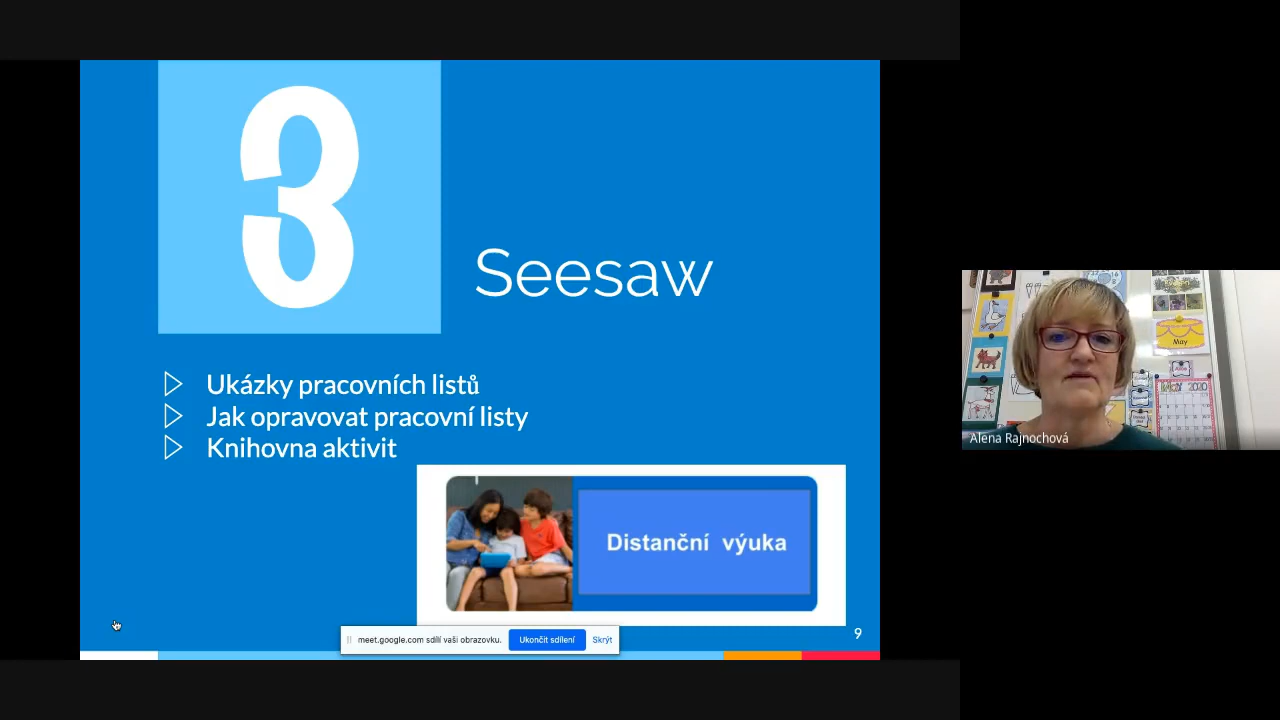 3
Seesaw
Ukázky pracovních listů
Jak opravovat pracovní listy
Knihovna aktivit
Distanční výuka
meet.google.com sdílí vaši obrazovku.
Ukončit sdílení
Skrýt
9
May
Alena Rajnochová